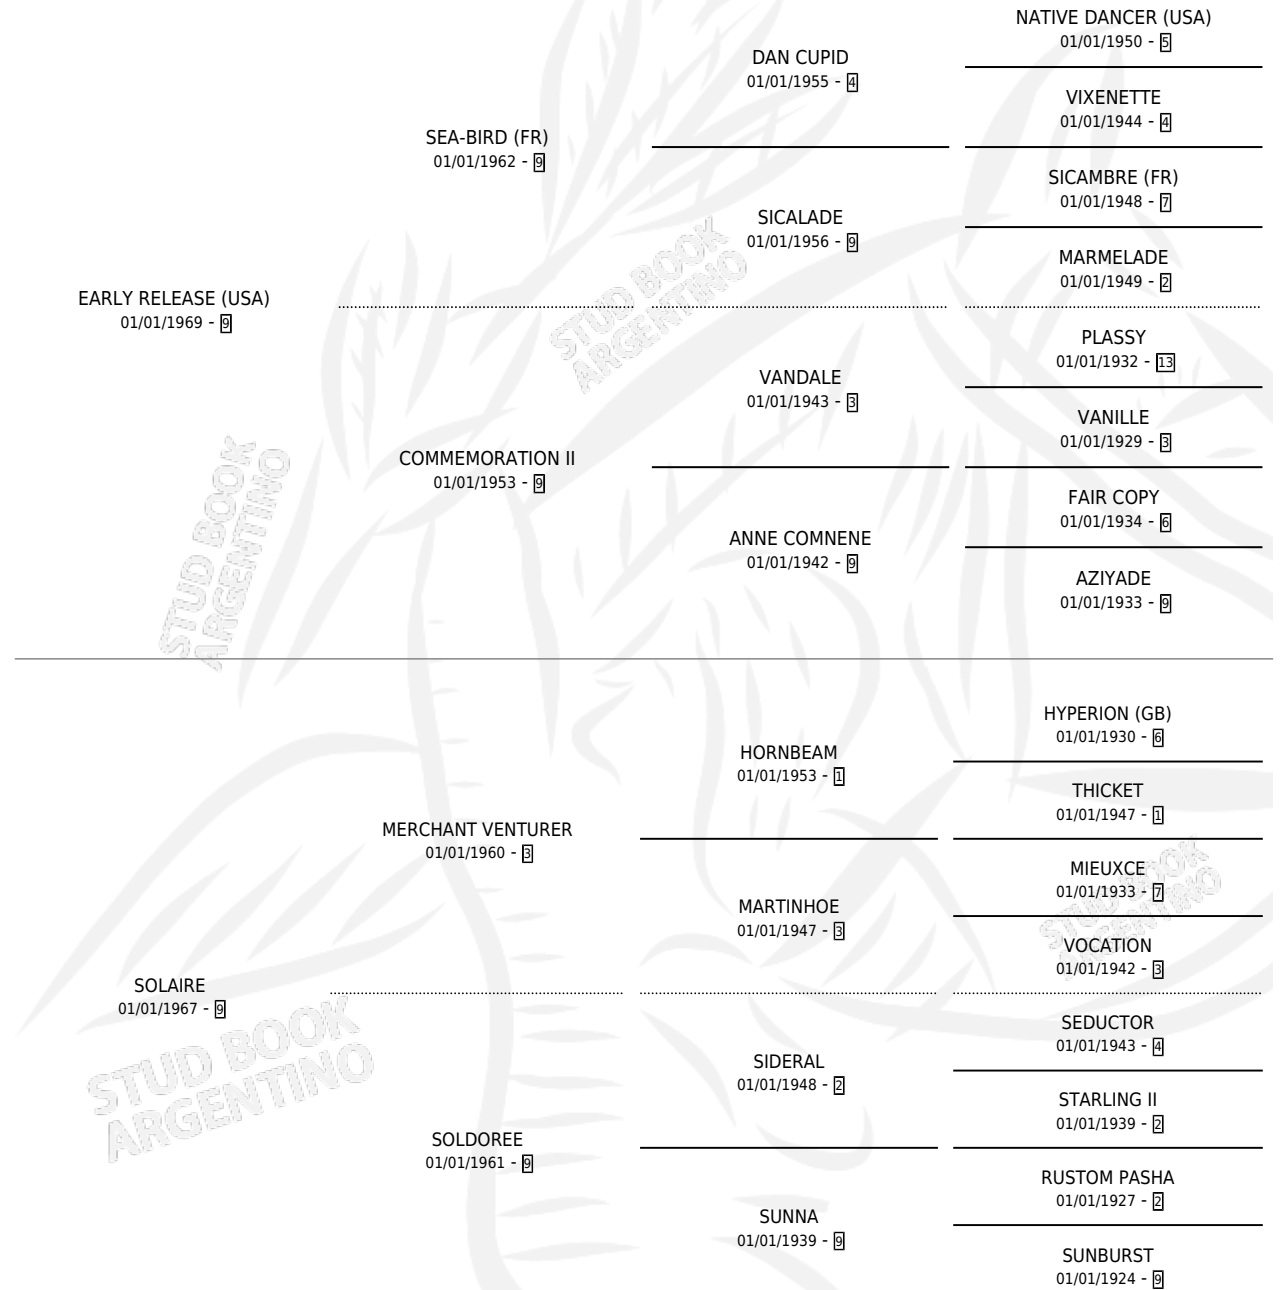 NATIVE DANCER (USA)
01/01/1950 - 5
DAN CUPID
01/01/1955 - 4
VIXENETTE
01/01/1944 - 4
SEA-BIRD (FR)
01/01/1962 - 9
SICAMBRE (FR)
01/01/1948 - 7
SICALADE
01/01/1956 - 9
MARMELADE
01/01/1949 - 2
EARLY RELEASE (USA)
01/01/1969 - 9
PLASSY
01/01/1932 - 13
VANDALE
01/01/1943 - 3
VANILLE
01/01/1929 - 3
COMMEMORATION II
01/01/1953 - 9
FAIR COPY
01/01/1934 - 6
ANNE COMNENE
01/01/1942 - 9
AZIYADE
01/01/1933 - 9
HYPERION (GB)
01/01/1930 - 6
HORNBEAM
01/01/1953 - 1
THICKET
01/01/1947 - 1
MERCHANT VENTURER
01/01/1960 - 3
MIEUXCE
01/01/1933 - 7
MARTINHOE
01/01/1947 - 3
VOCATION
01/01/1942 - 3
SOLAIRE
01/01/1967 - 9
SEDUCTOR
01/01/1943 - 4
SIDERAL
01/01/1948 - 2
STARLING II
01/01/1939 - 2
SOLDOREE
01/01/1961 - 9
RUSTOM PASHA
01/01/1927 - 2
SUNNA
01/01/1939 - 9
SUNBURST
01/01/1924 - 9
STUD BOOK
ARGENTINO
STUD BOOK
ARGENTINO
STUD BOOK
ARGENTINO
STUD BOOK
ARGENTINO